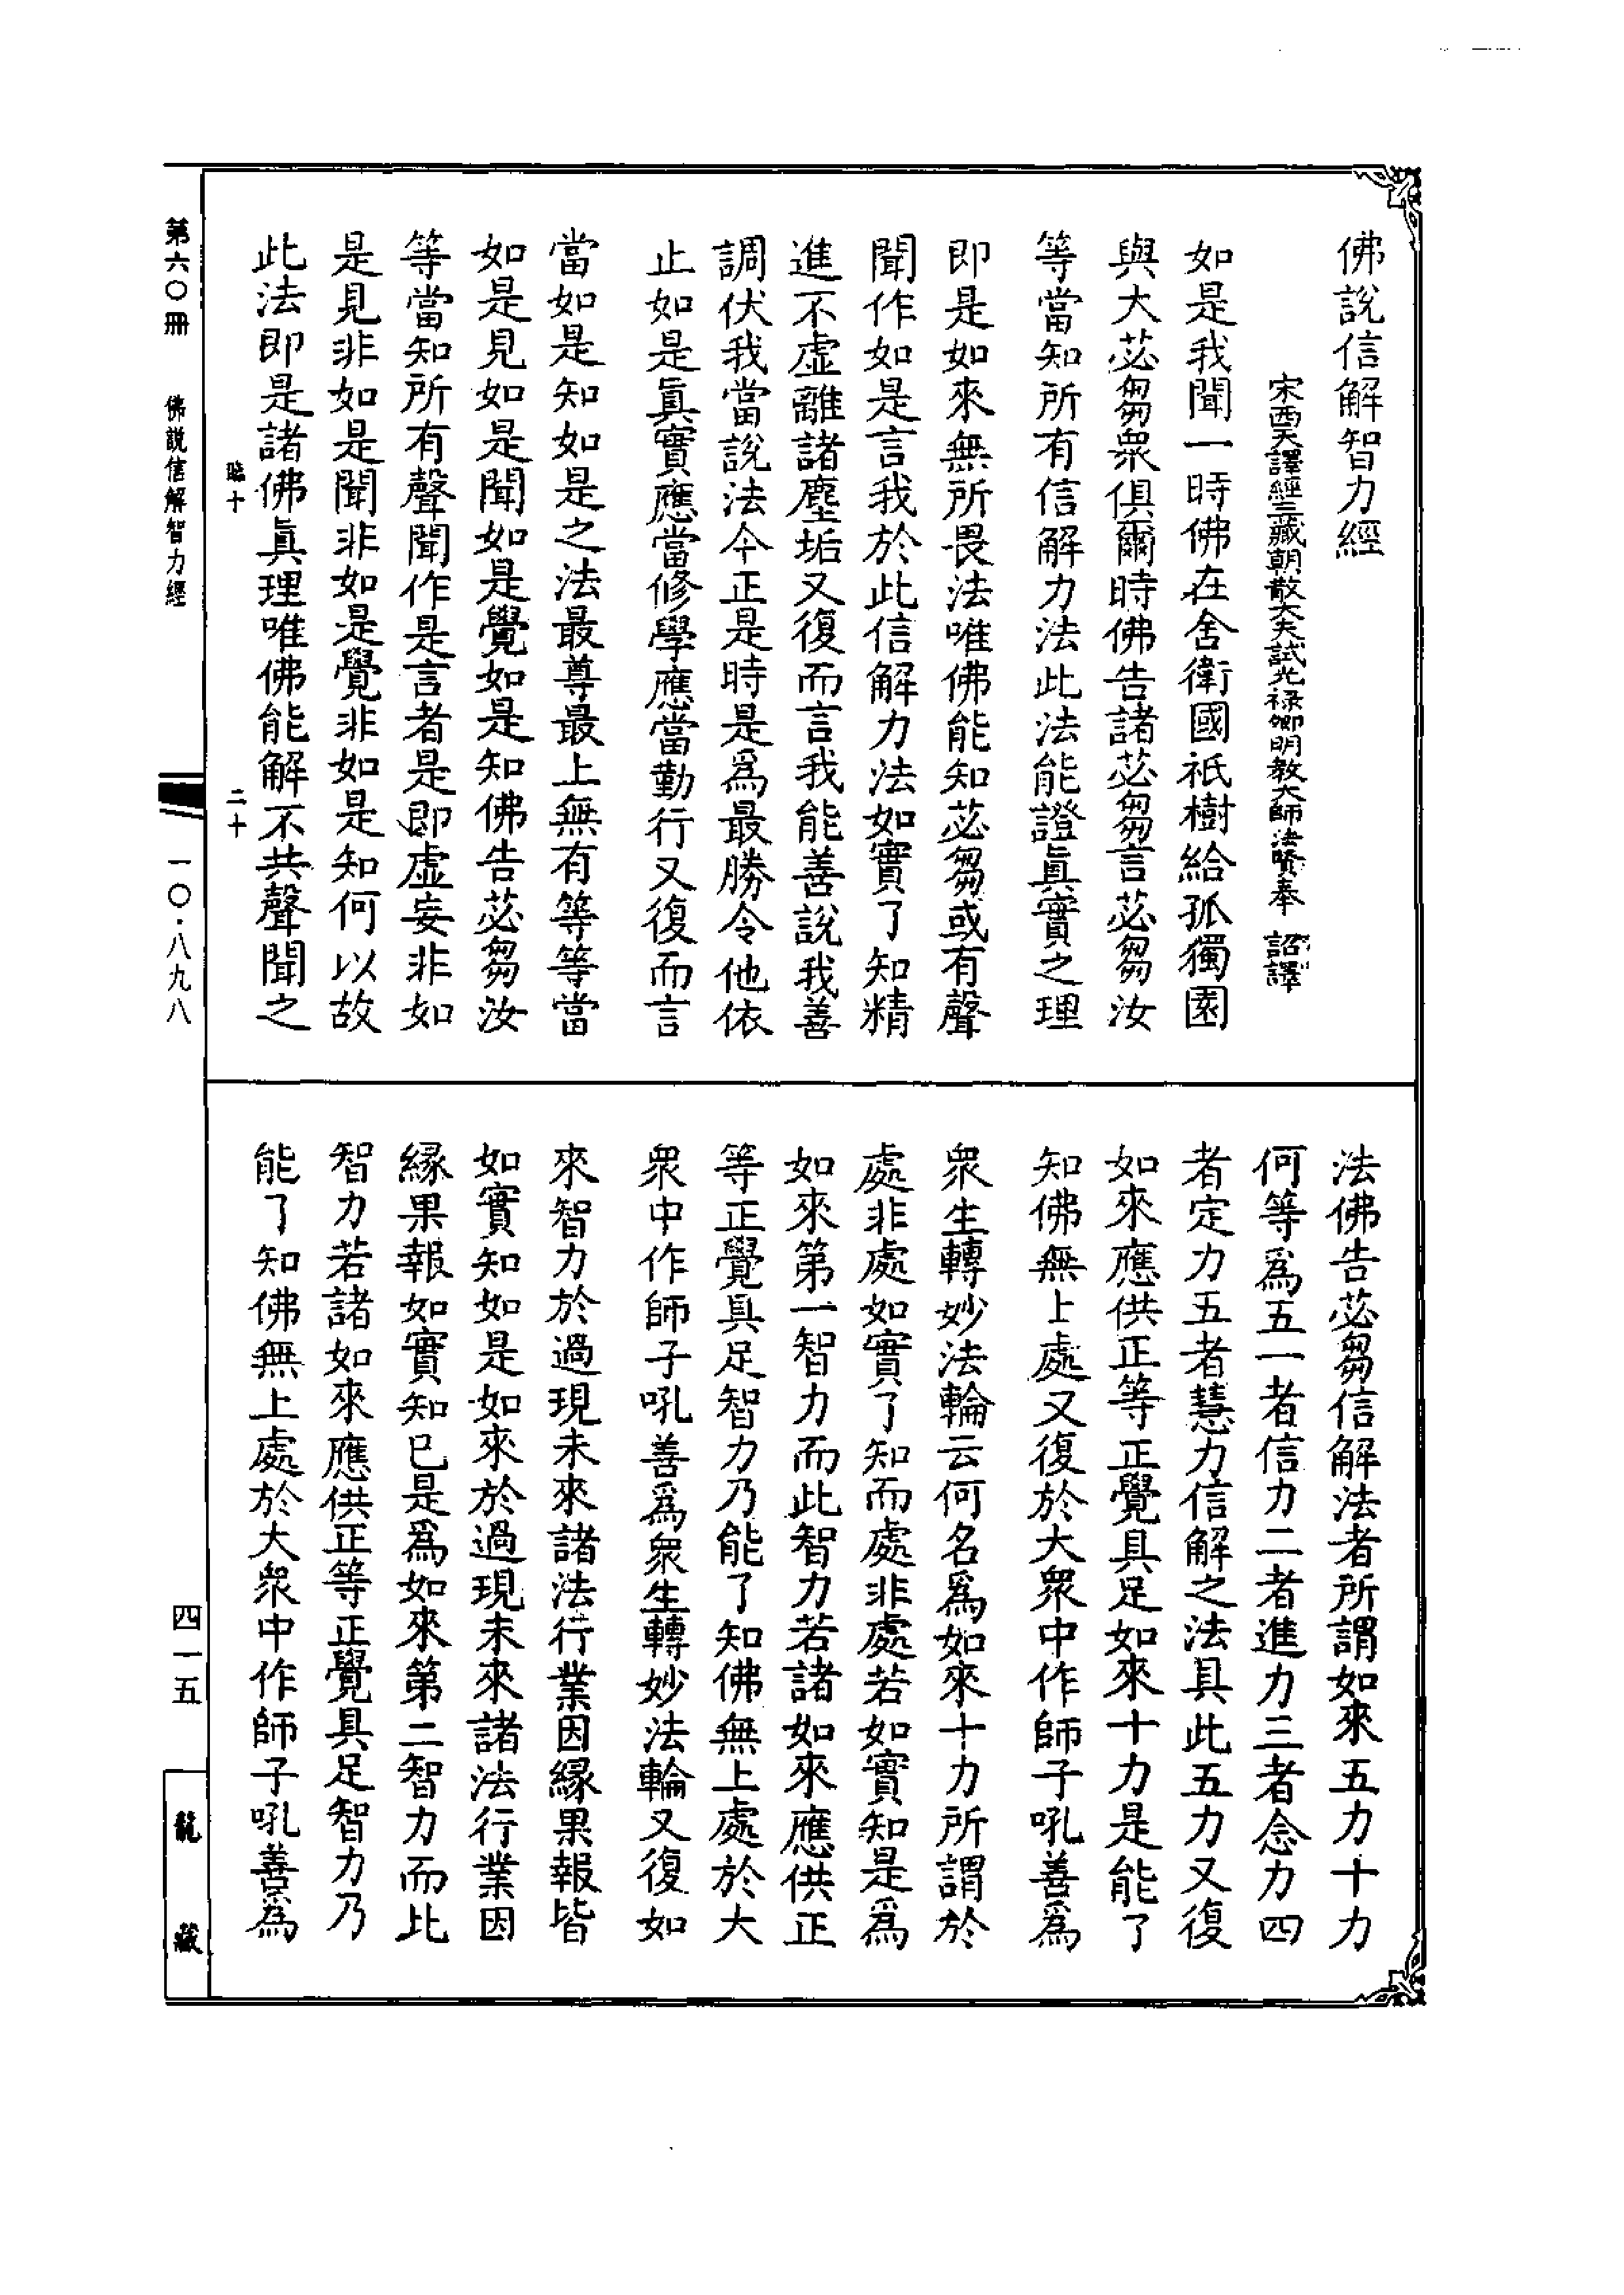 佛說信解智力經
宋西天譯經三藏朝散大夫試光祿卿明教大師法賢奉 詔譯
如是我聞一時佛在舍衛國祇樹給孤獨園
與大苾芻衆俱爾時佛告諸苾芻言苾芻汝
等當知所有信解力法此法能證眞實之理
即是如來無所畏法唯佛能知苾芻或有聲
聞作如是言我於此信解力法如實了知精
進不虛離諸塵垢又復而言我能善說我善
調伏我當說法今正是時是爲最勝令他依
止如是眞實應當修學應當勤行又復而言
當如是知如是之法最尊最上無有等等當
如是見如是聞如是覺如是知佛告苾芻汝
等當知所有聲聞作是言者是即虛妄非如
是見非如是聞非如是覺非如是知何以故
此法即是諸佛眞理唯佛能解不共聲聞之
臨十 二十
法佛告苾芻信解法者所謂如來五力十力
何等爲五一者信力二者進力三者念力四
者定力五者慧力信解之法具此五力又復
如來應供正等正覺具足如來十力是能了
知佛無上處又復於大衆中作師子吼善爲
衆生轉妙法輪云何名爲如來十力所謂於
處非處如實了知而處非處若如實知是爲
如來第一智力而此智力若諸如來應供正
等正覺具足智力乃能了知佛無上處於大
衆中作師子吼善爲衆生轉妙法輪又復如
來智力於過現未來諸法行業因緣果報皆
如實知如是如來於過現未來諸法行業因
緣果報如實知已是爲如來第二智力而此
智力若諸如來應供正等正覺具足智力乃
能了知佛無上處於大衆中作師子吼善爲
第六〇冊 佛說信解智力經 一〇·八九八 四一五 龍藏